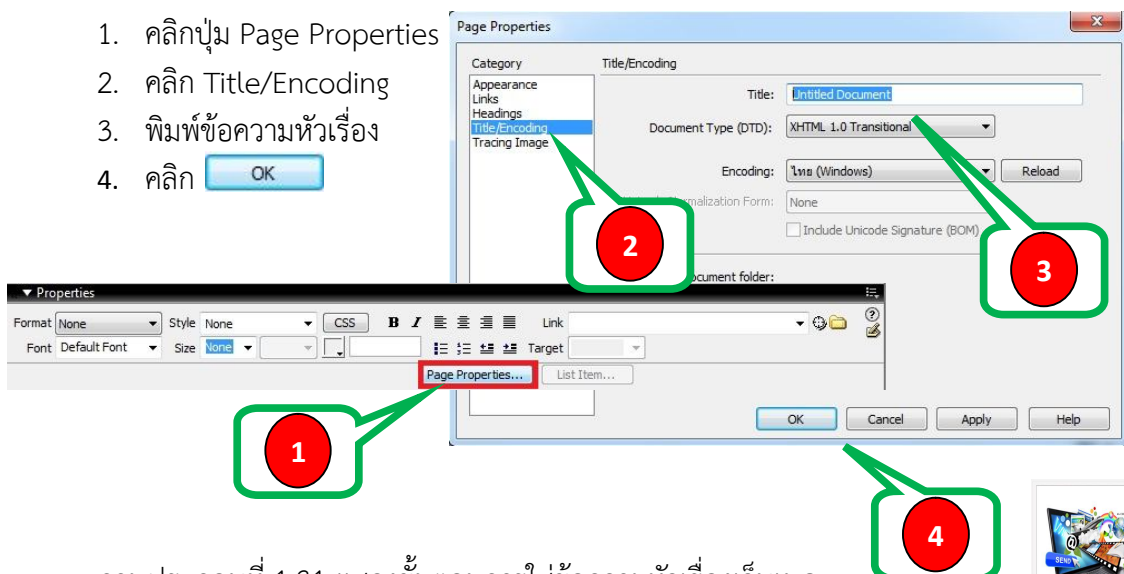 1. คลิกปุ่ม Page Properties
2. คลิก Title/Encoding
3. พิมพ์ข้อความหัวเรื่อง
4. คลิก OK
Page Properties
Category
Appearance
Links
Headings
Title/Encoding
Tracing Image
Title/Encoding
Title: Untitled Document
Document Type (DTD): XHTML 1.0 Transitional
Encoding: ไทย (Windows) Reload
Normalization Form: None
Include Unicode Signature (BOM)
document folder:
2
3
Properties
Format None Style None CSS B I Link
Font Default Font Size None Target
Page Properties... List Item...
OK Cancel Apply Help
1
4
SEND